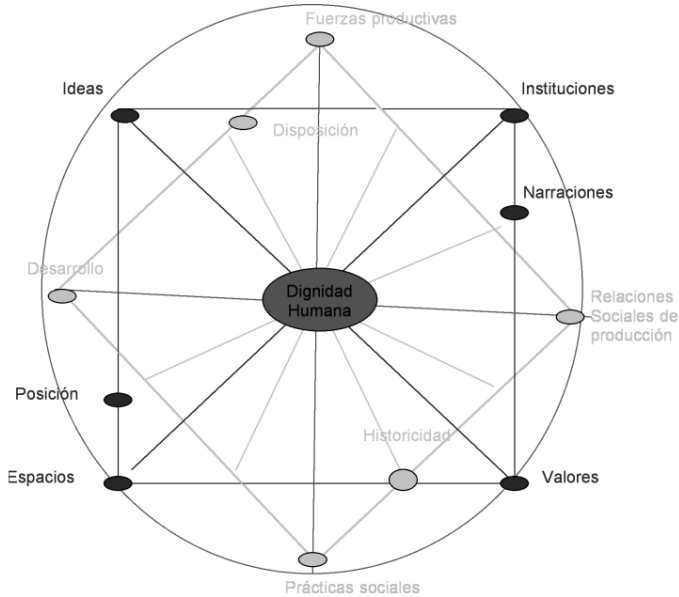 Fuerzas productivas
Ideas
Instituciones
Disposición
Narraciones
Desarrollo
Dignidad
Humana
Relaciones
Sociales de
producción
Posición
Historicidad
Espacios
Valores
Prácticas sociales